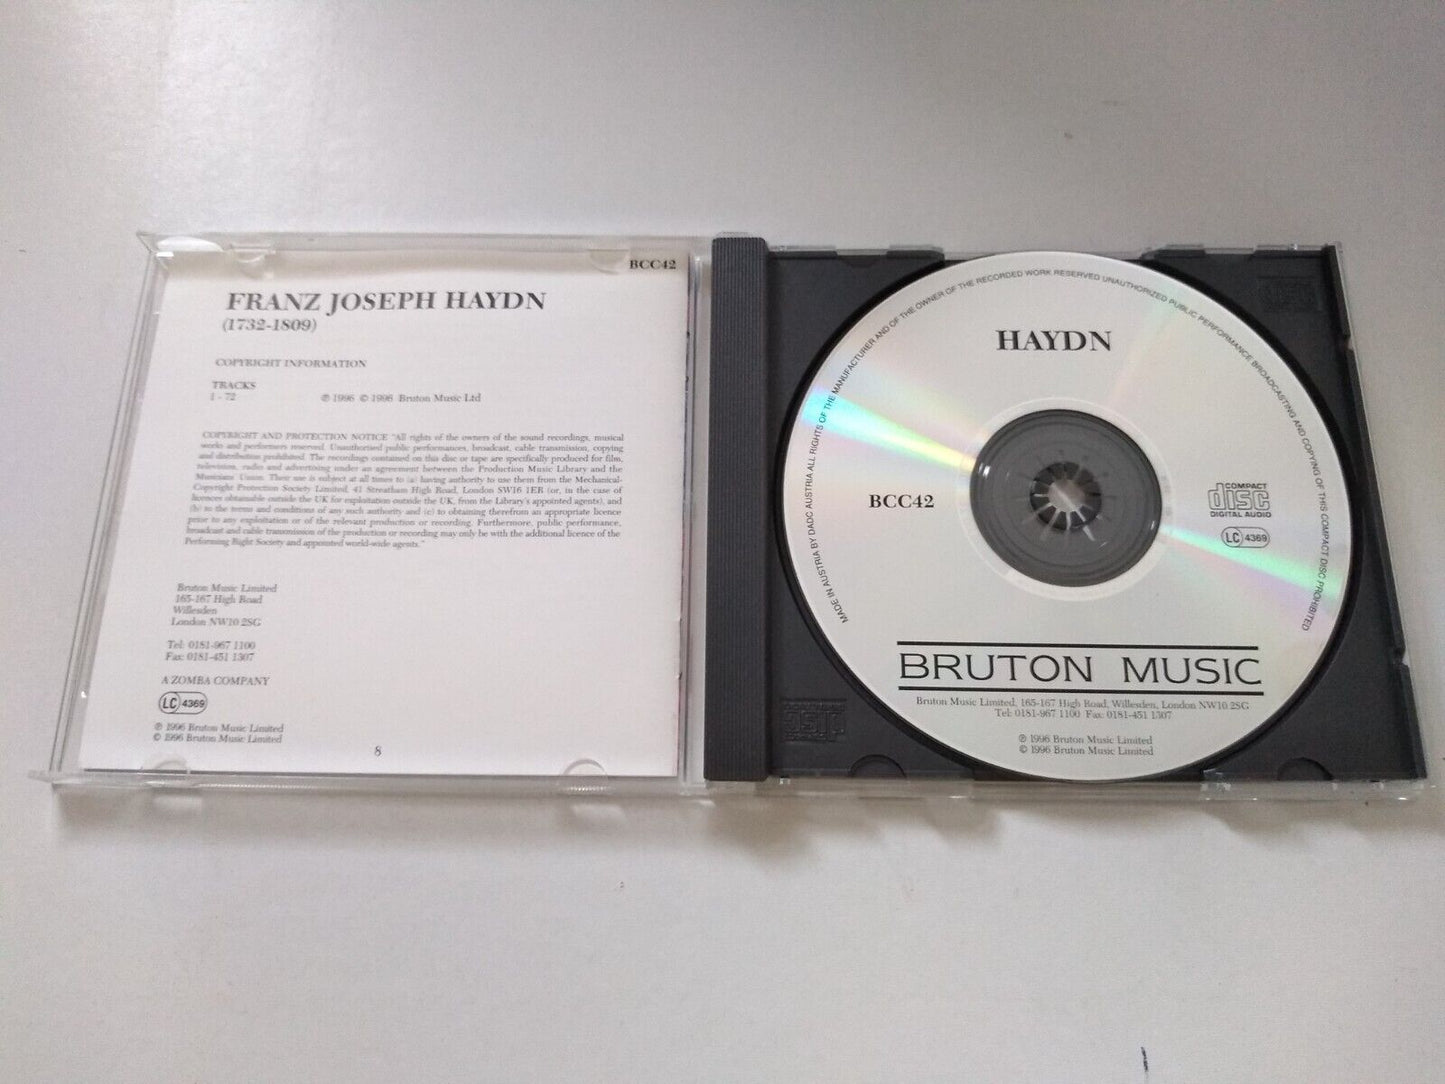 BCC42
FRANZ JOSEPH HAYDN
(1732-1809)
COPYRIGHT INFORMATION
TRACKS
1 - 72 ℗ 1996 © 1996 Bruton Music Ltd
COPYRIGHT AND PROTECTION NOTICE "All rights of the owners of the sound recordings, musical
works and performers reserved. Unauthorised public performances, broadcast, cable transmission, copying
and distribution prohibited. The recordings contained on this disc or tape are specifically produced for film,
television, radio and advertising under an agreement between the Production Music Library and the
Musicians Union. Their use is subject at all times to (a) having authority to use them from the Mechanical-
Copyright Protection Society Limited, 41 Streatham High Road, London SW16 1ER (or, in the case of
licences obtainable outside the UK for exploitation outside the UK, from the Library's appointed agents), and
(b) to the terms and conditions of any such authority and (c) to obtaining therefrom an appropriate licence
prior to any exploitation or of the relevant production or recording. Furthermore, public performance,
broadcast and cable transmission of the production or recording may only be with the additional licence of the
Performing Right Society and appointed world-wide agents."
Bruton Music Limited
165-167 High Road
Willesden
London NW10 2SG
Tel: 0181-967 1100
Fax: 0181-451 1307
A ZOMBA COMPANY
LC 4369
℗ 1996 Bruton Music Limited
© 1996 Bruton Music Limited
8
MADE IN AUSTRIA BY DADC AUSTRIA ALL RIGHTS OF THE MANUFACTURER AND OF THE OWNER OF THE RECORDED WORK RESERVED UNAUTHORIZED PUBLIC PERFORMANCE BROADCASTING AND COPYING OF THIS COMPACT DISC PROHIBITED
HAYDN
BCC42
COMPACT
disc
DIGITAL AUDIO
LC 4369
BRUTON MUSIC
Bruton Music Limited, 165-167 High Road, Willesden, London NW10 2SG
Tel: 0181-967 1100 Fax: 0181-451 1307
℗ 1996 Bruton Music Limited
© 1996 Bruton Music Limited